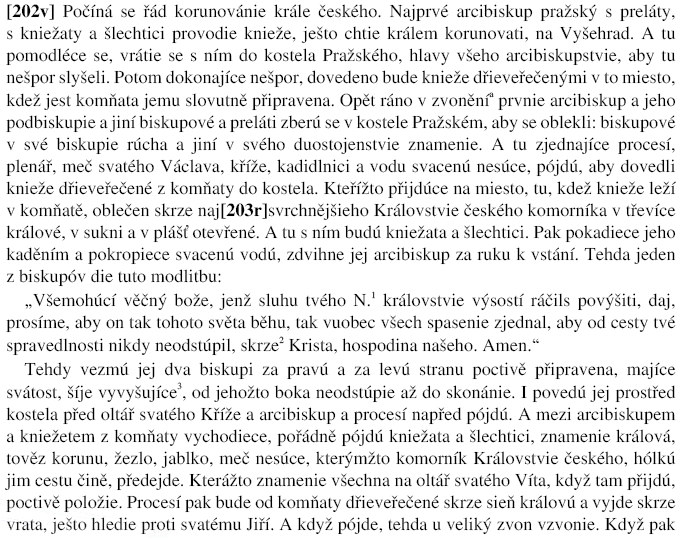 [202v] Počíná se řád korunovánie krále českého. Najprvé arcibiskup pražský s preláty,
s kniežaty a šlechtici provodie knieže, ješto chtie králem korunovati, na Vyšehrad. A tu
pomodléce se, vrátie se s ním do kostela Pražského, hlavy všeho arcibiskupstvie, aby tu
nešpor slyšeli. Potom dokonajíce nešpor, dovedeno bude knieže dřieveřečenými v to miesto,
kdež jest komňata jemu slovutně připravena. Opět ráno v zvonění^a prvnie arcibiskup a jeho
podbiskupie a jiní biskupové a preláti zberú se v kostele Pražském, aby se oblekli: biskupové
v své biskupie rúcha a jiní v svého duostojenstvie znamenie. A tu zjednajíce procesí,
plenář, meč svatého Václava, kříže, kadidlnici a vodu svacenú nesúce, pójdú, aby dovedli
knieže dřieveřečené z komňaty do kostela. Kteřížto přijdúce na miesto, tu, kdež knieže leží
v komňatě, oblečen skrze naj[203r]svrchnějšieho Královstvie českého komorníka v třevíce
králové, v sukni a v plášť otevřené. A tu s ním budú kniežata a šlechtici. Pak pokadiece jeho
kaděním a pokropiece svacenú vodú, zdvihne jej arcibiskup za ruku k vstání. Tehda jeden
z biskupóv die tuto modlitbu:
„Všemohúcí věčný bože, jenž sluhu tvého N.¹ královstvie výsostí ráčils povýšiti, daj,
prosíme, aby on tak tohoto světa běhu, tak vuobec všech spasenie zjednal, aby od cesty tvé
spravedlnosti nikdy neodstúpil, skrze² Krista, hospodina našeho. Amen.“
Tehdy vezmú jej dva biskupi za pravú a za levú stranu poctivě připravena, majíce
svátost, šíje vyvyšujíce³, od jehožto boka neodstúpie až do skonánie. I povedú jej prostřed
kostela před oltář svatého Kříže a arcibiskup a procesí napřed pójdú. A mezi arcibiskupem
a kniežetem z komňaty vychodiece, pořádně pójdú kniežata a šlechtici, znamenie králová,
tověz korunu, žezlo, jablko, meč nesúce, kterýmžto komorník Královstvie českého, hólkú
jim cestu čině, předejde. Kterážto znamenie všechna na oltář svatého Víta, když tam přijdú,
poctivě položie. Procesí pak bude od komňaty dřieveřečené skrze sieň královú a vyjde skrze
vrata, ješto hledie proti svatému Jiří. A když pójde, tehda u veliký zvon vzvonie. Když pak